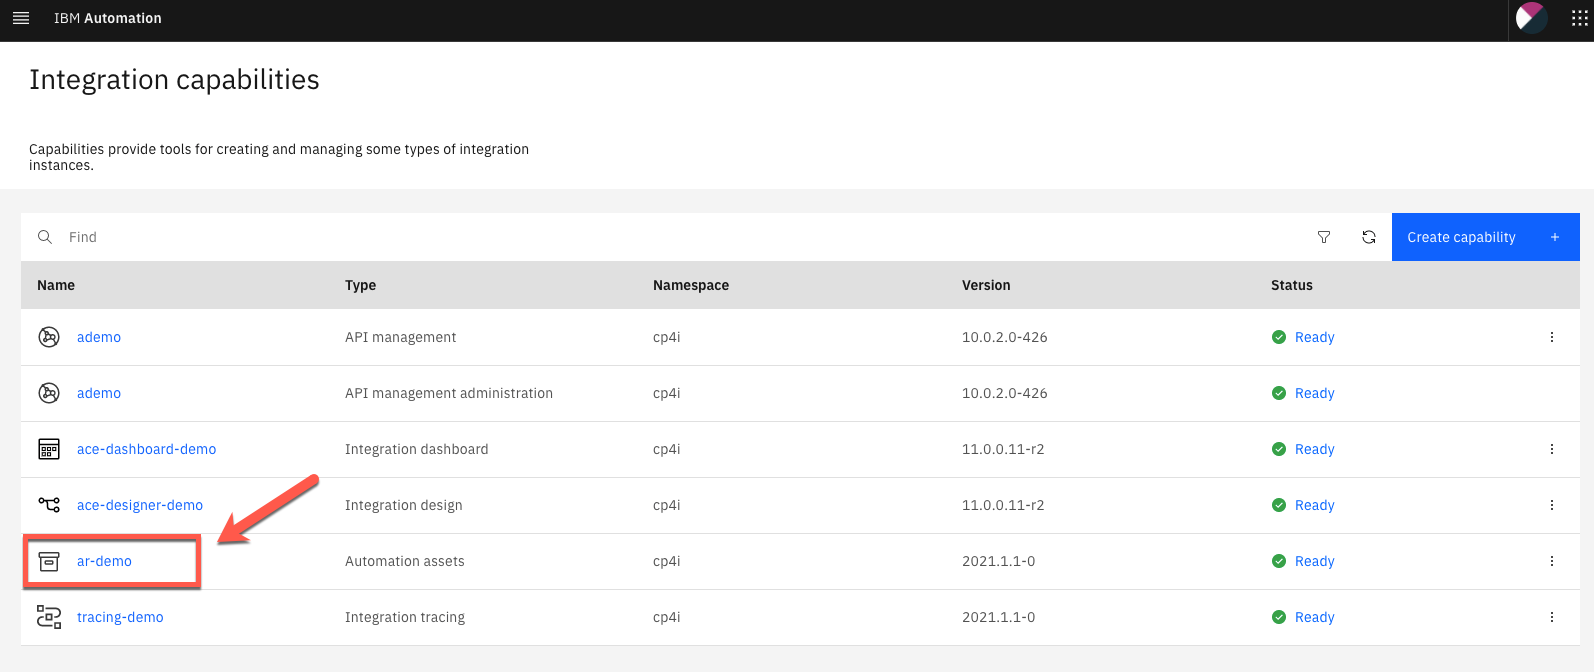 IBM Automation
Integration capabilities
Capabilities provide tools for creating and managing some types of integration
instances.
Find
Create capability +
Name Type Namespace Version Status
ademo API management cp4i 10.0.2.0-426 Ready
ademo API management administration cp4i 10.0.2.0-426 Ready
ace-dashboard-demo Integration dashboard cp4i 11.0.0.11-r2 Ready
ace-designer-demo Integration design cp4i 11.0.0.11-r2 Ready
ar-demo Automation assets cp4i 2021.1.1-0 Ready
tracing-demo Integration tracing cp4i 2021.1.1-0 Ready